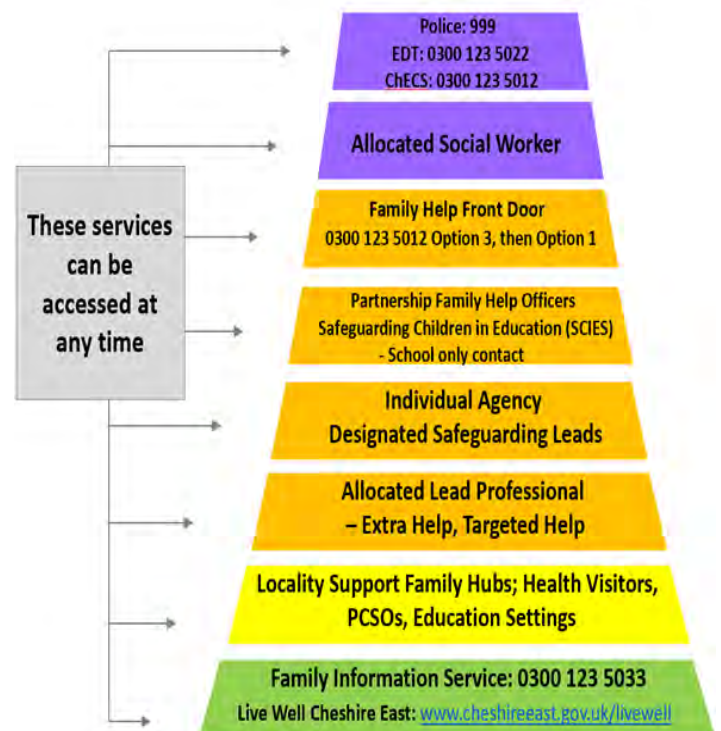 Police: 999
EDT: 0300 123 5022
ChECS: 0300 123 5012
Allocated Social Worker
These services
can be
accessed at
any time
Family Help Front Door
0300 123 5012 Option 3, then Option 1
Partnership Family Help Officers
Safeguarding Children in Education (SCIES)
- School only contact
Individual Agency
Designated Safeguarding Leads
Allocated Lead Professional
– Extra Help, Targeted Help
Locality Support Family Hubs; Health Visitors,
PCSOs, Education Settings
Family Information Service: 0300 123 5033
Live Well Cheshire East: www.cheshireeast.gov.uk/livewell